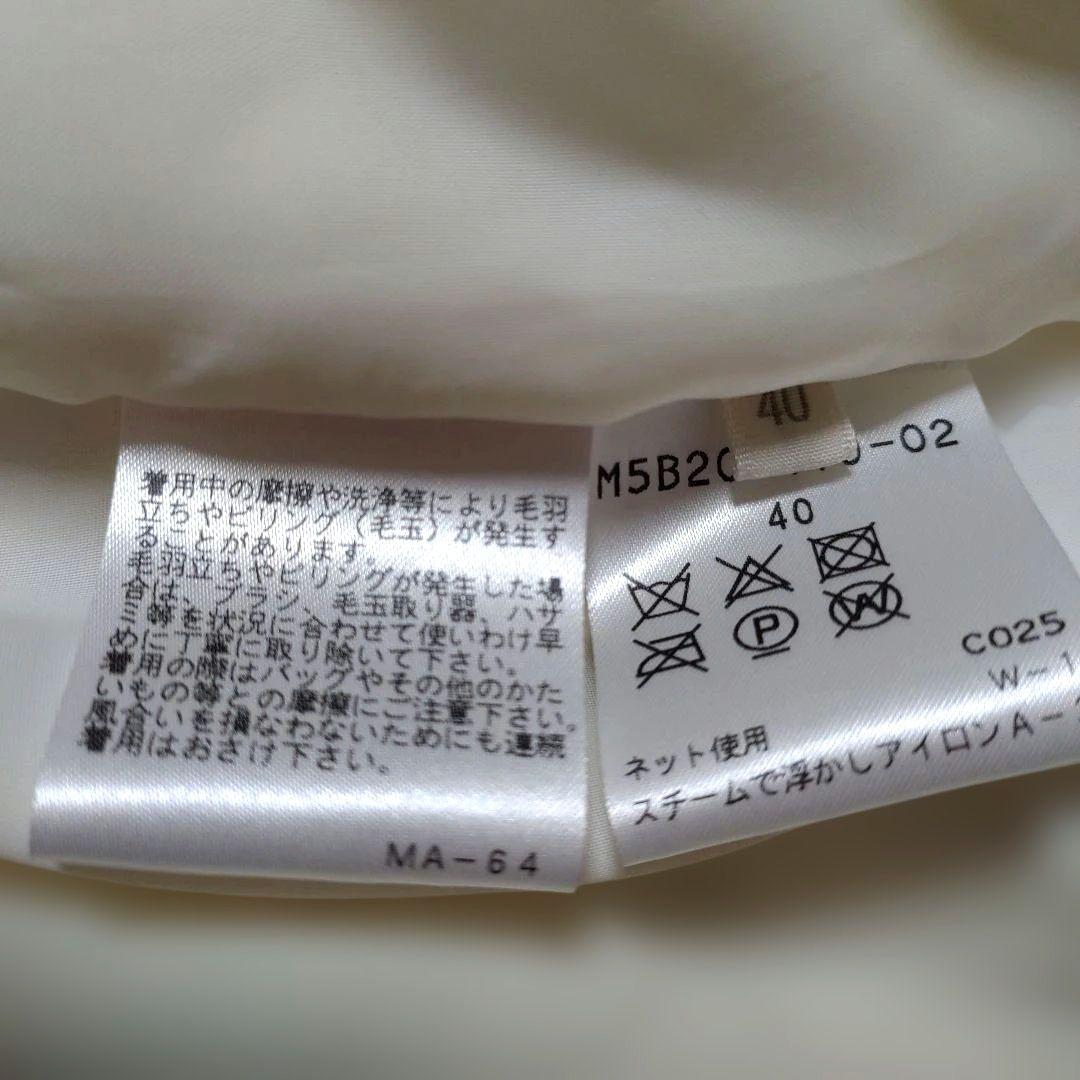 着用中の摩擦や洗浄等により毛羽
立ちやピリング(毛玉)が発生す
ることがあります。
毛羽立ちやピリングが発生した場
合は、ブラシ、毛玉取り器、ハサ
ミ等を状況に合わせて使いわけ早
めに丁寧に取り除いて下さい。
着用の際はバッグやその他のかた
いもの等との摩擦にご注意下さい。
風合いを損なわないためにも連続
着用はおさけ下さい。
MA-64
40
M5B20
-02
40
P
W
C025
W-1
ネット使用
スチームで浮かしアイロンA-